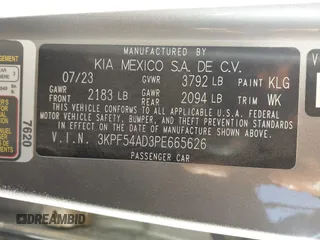 MANUFACTURED BY
KIA MEXICO S.A. DE C.V.
07/23 GVWR 3792 LB PAINT KLG
GAWR FRONT 2183 LB GAWR REAR 2094 LB TRIM WK
THIS VEHICLE CONFORMS TO ALL APPLICABLE
U.S. FEDERAL MOTOR VEHICLE SAFETY, BUMPER,
AND THEFT PREVENTION STANDARDS IN EFFECT ON
THE DATE OF MANUFACTURE SHOWN ABOVE.
V.I.N. 3KPF54AD3PE665626
PASSENGER CAR
7620
DREAMBID